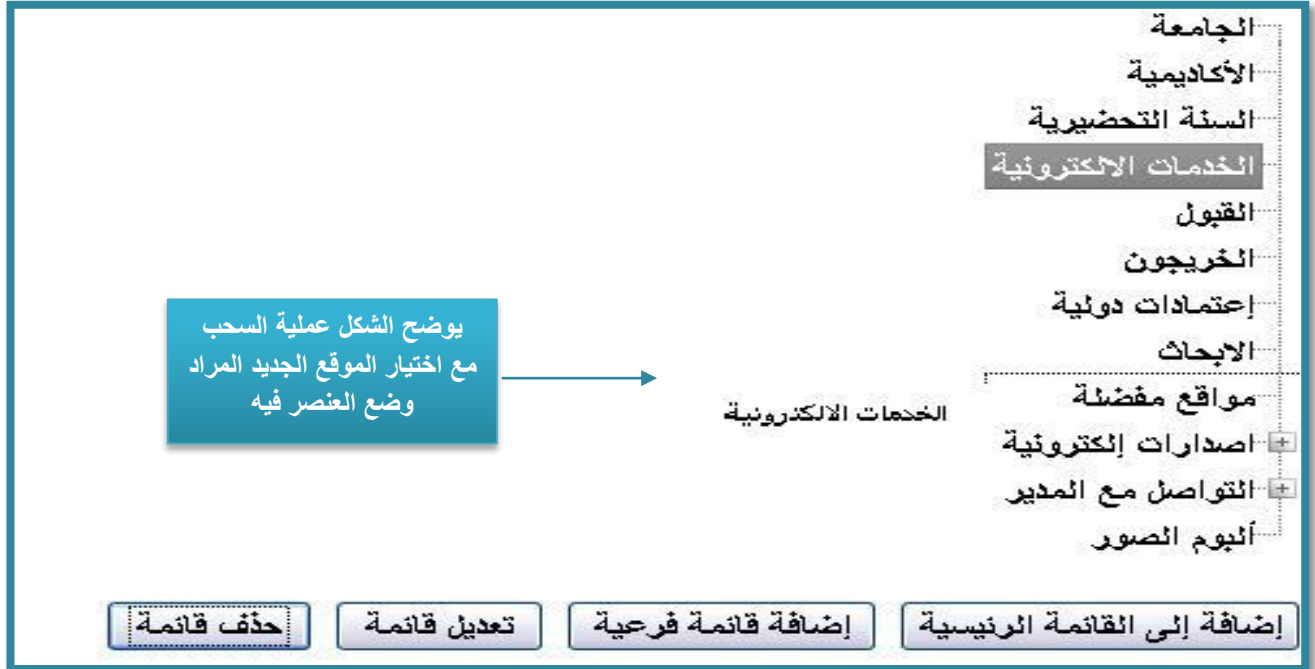 الجامعة
الأكاديمية
السنة التحضيرية
الخدمات الالكترونية
القبول
الخريجون
إعتمادات دولية
الابحاث
مواقع مفضلة
اصدارات إلكترونية
التواصل مع المدير
ألبوم الصور
الخدمات الالكترونية
يوضح الشكل عملية السحب
مع اختيار الموقع الجديد المراد
وضع العنصر فيه
إضافة إلى القائمة الرئيسية
إضافة قائمة فرعية
تعديل قائمة
حذف قائمة